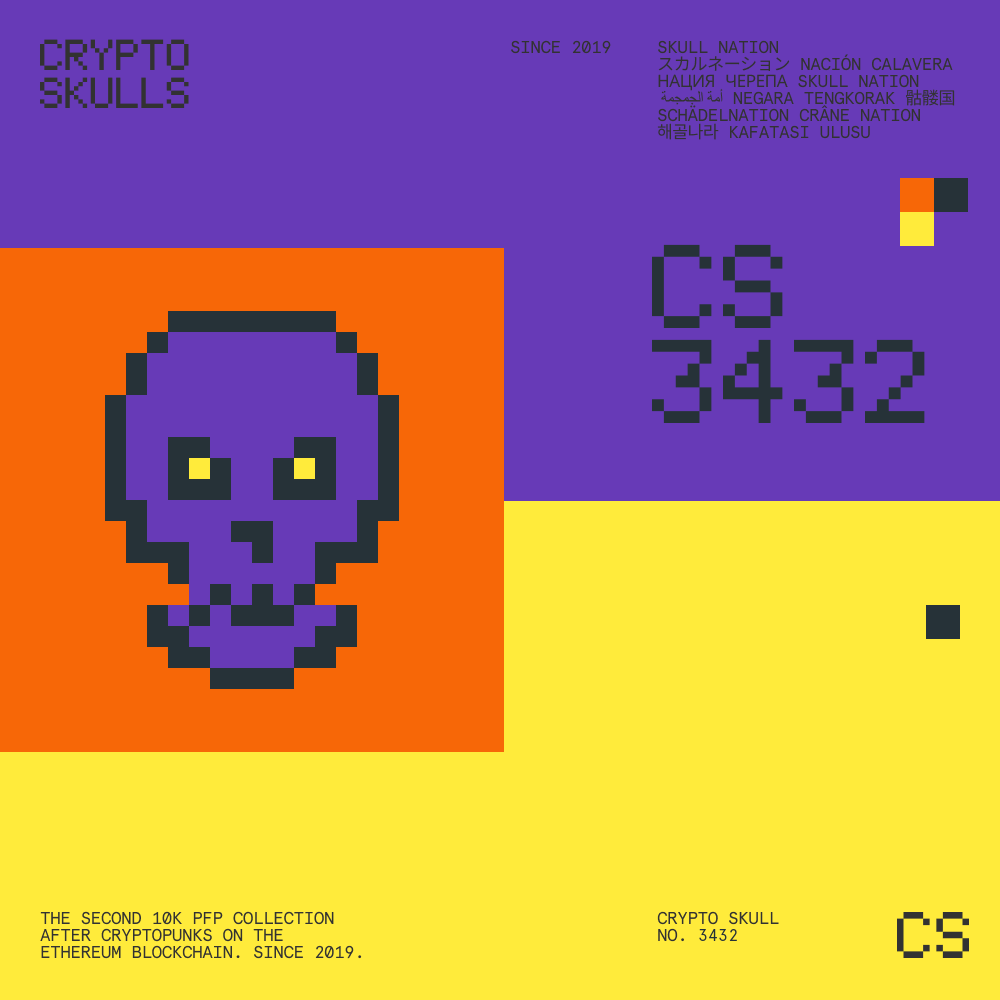 CRYPTO
SKULLS
SINCE 2019
SKULL NATION
スカルネーション NACIÓN CALAVERA
НАЦИЯ ЧЕРЕПА SKULL NATION
أمة الجمجمة NEGARA TENGKORAK 骷髅国
SCHÄDELNATION CRÂNE NATION
해골나라 KAFATASI ULUSU
CS
3432
THE SECOND 10K PFP COLLECTION
AFTER CRYPTOPUNKS ON THE
ETHEREUM BLOCKCHAIN. SINCE 2019.
CRYPTO SKULL
NO. 3432
CS